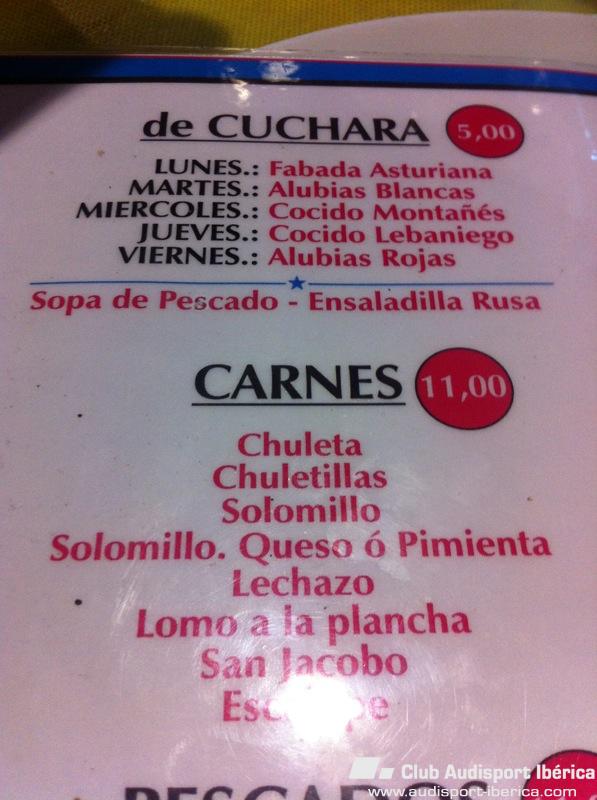 de CUCHARA 5,00
LUNES.: Fabada Asturiana
MARTES.: Alubias Blancas
MIERCOLES.: Cocido Montañés
JUEVES.: Cocido Lebaniego
VIERNES.: Alubias Rojas
Sopa de Pescado - Ensaladilla Rusa
CARNES 11,00
Chuleta
Chuletillas
Solomillo
Solomillo. Queso ó Pimienta
Lechazo
Lomo a la plancha
San Jacobo
Club Audisport Ibérica
www.audisport-iberica.com